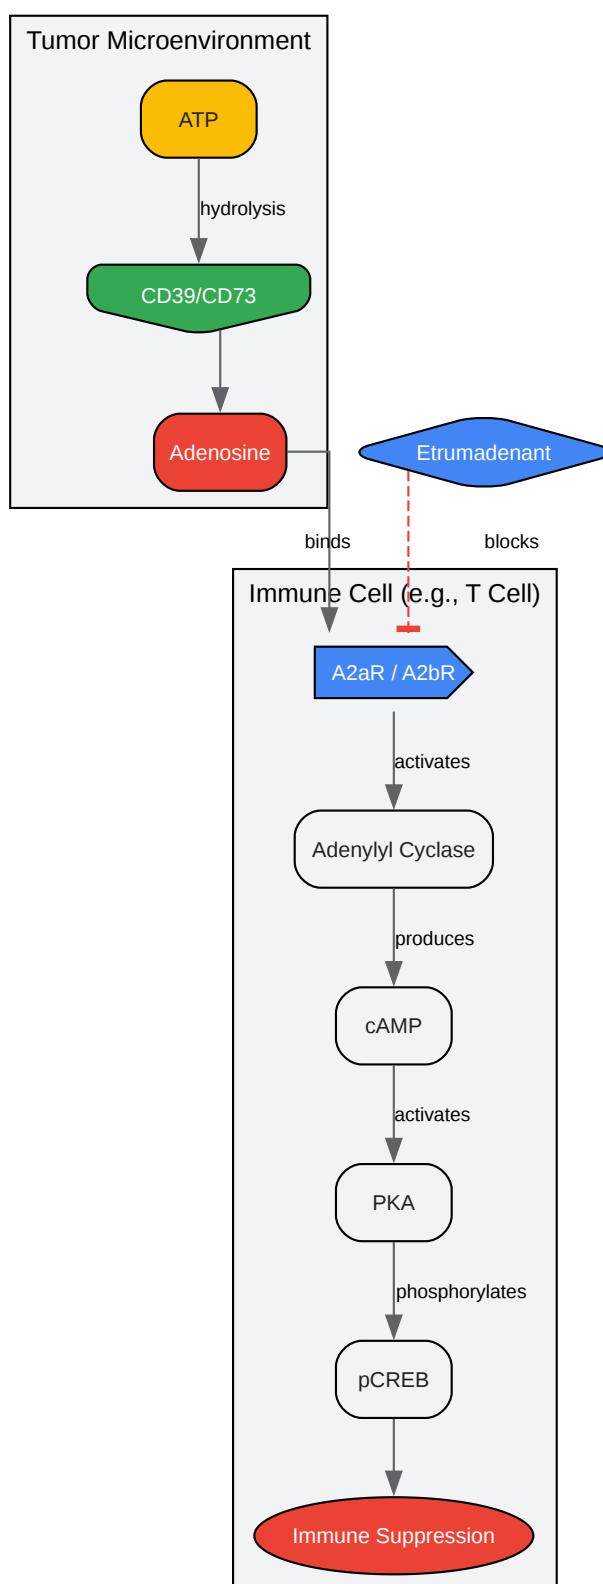 Tumor Microenvironment
ATP
hydrolysis
CD39/CD73
Adenosine
Etrumadenant
binds
blocks
Immune Cell (e.g., T Cell)
A2aR / A2bR
activates
Adenylyl Cyclase
produces
cAMP
activates
PKA
phosphorylates
pCREB
Immune Suppression